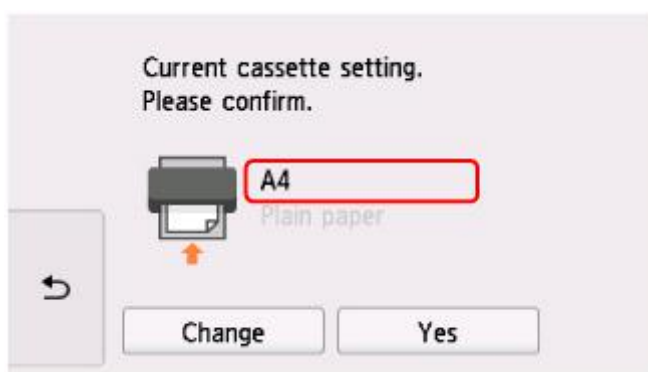 Current cassette setting.
Please confirm.
A4
Plain paper
Change
Yes